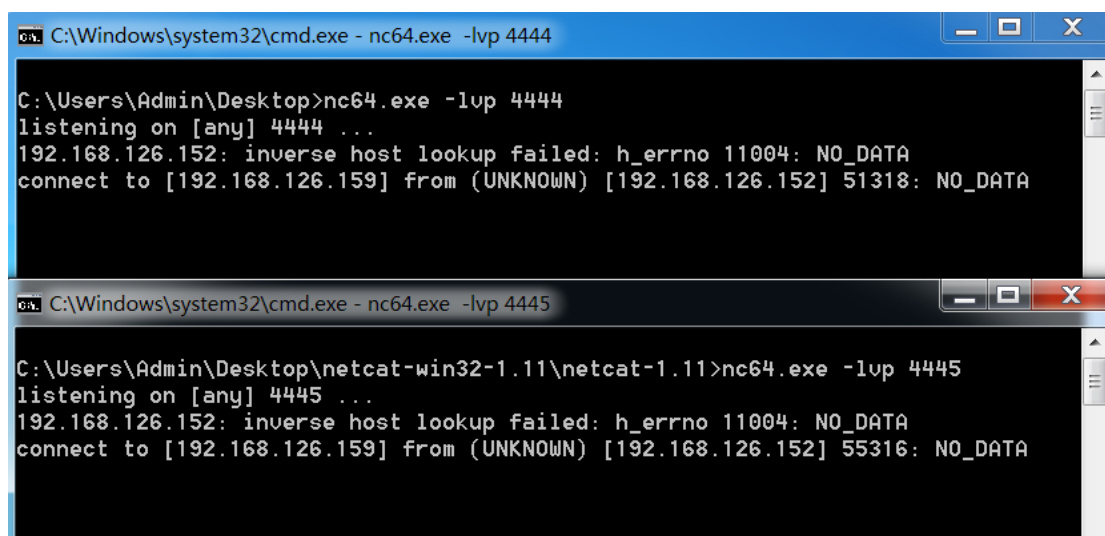 C:\Windows\system32\cmd.exe - nc64.exe -lvp 4444
C:\Users\Admin\Desktop>nc64.exe -lvp 4444
listening on [any] 4444 ...
192.168.126.152: inverse host lookup failed: h_errno 11004: NO_DATA
connect to [192.168.126.159] from (UNKNOWN) [192.168.126.152] 51318: NO_DATA
C:\Windows\system32\cmd.exe - nc64.exe -lvp 4445
C:\Users\Admin\Desktop\netcat-win32-1.11\netcat-1.11>nc64.exe -lvp 4445
listening on [any] 4445 ...
192.168.126.152: inverse host lookup failed: h_errno 11004: NO_DATA
connect to [192.168.126.159] from (UNKNOWN) [192.168.126.152] 55316: NO_DATA